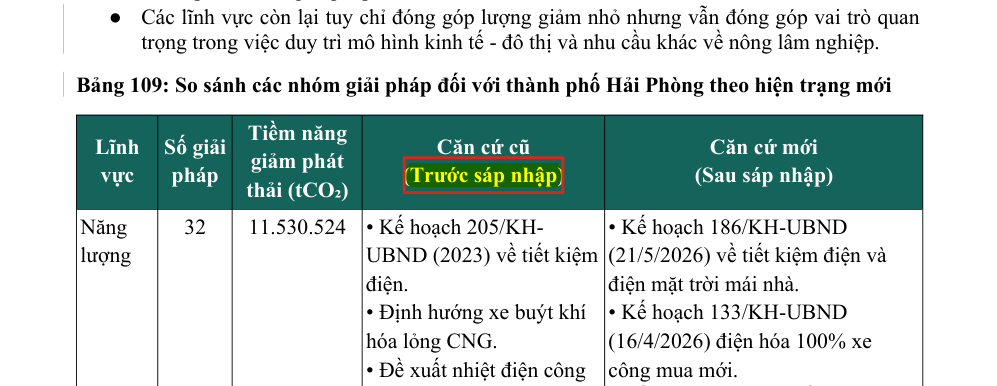 ● Các lĩnh vực còn lại tuy chỉ đóng góp lượng giảm nhỏ nhưng vẫn đóng góp vai trò quan
trọng trong việc duy trì mô hình kinh tế - đô thị và nhu cầu khác về nông lâm nghiệp.
Bảng 109: So sánh các nhóm giải pháp đối với thành phố Hải Phòng theo hiện trạng mới
Lĩnh
vực
Số giải
pháp
Tiềm năng
giảm phát
thải (tCO₂)
Căn cứ cũ
(Trước sáp nhập)
Căn cứ mới
(Sau sáp nhập)
Năng
lượng
32
11.530.524
• Kế hoạch 205/KH-
UBND (2023) về tiết kiệm
điện.
• Định hướng xe buýt khí
hóa lỏng CNG.
• Đề xuất nhiệt điện công
• Kế hoạch 186/KH-UBND
(21/5/2026) về tiết kiệm điện và
điện mặt trời mái nhà.
• Kế hoạch 133/KH-UBND
(16/4/2026) điện hóa 100% xe
công mua mới.